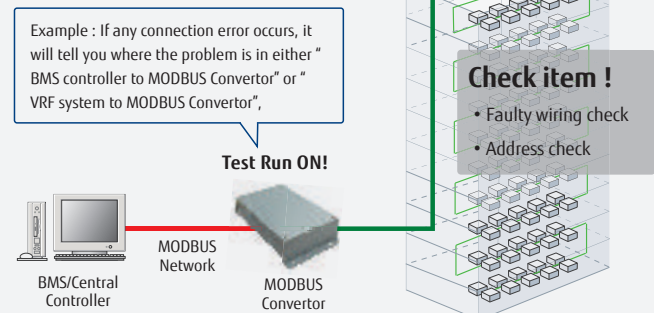 Example : If any connection error occurs, it
will tell you where the problem is in either “
BMS controller to MODBUS Convertor” or “
VRF system to MODBUS Convertor”,
Check item !
• Faulty wiring check
• Address check
Test Run ON!
MODBUS
Network
BMS/Central
Controller
MODBUS
Convertor